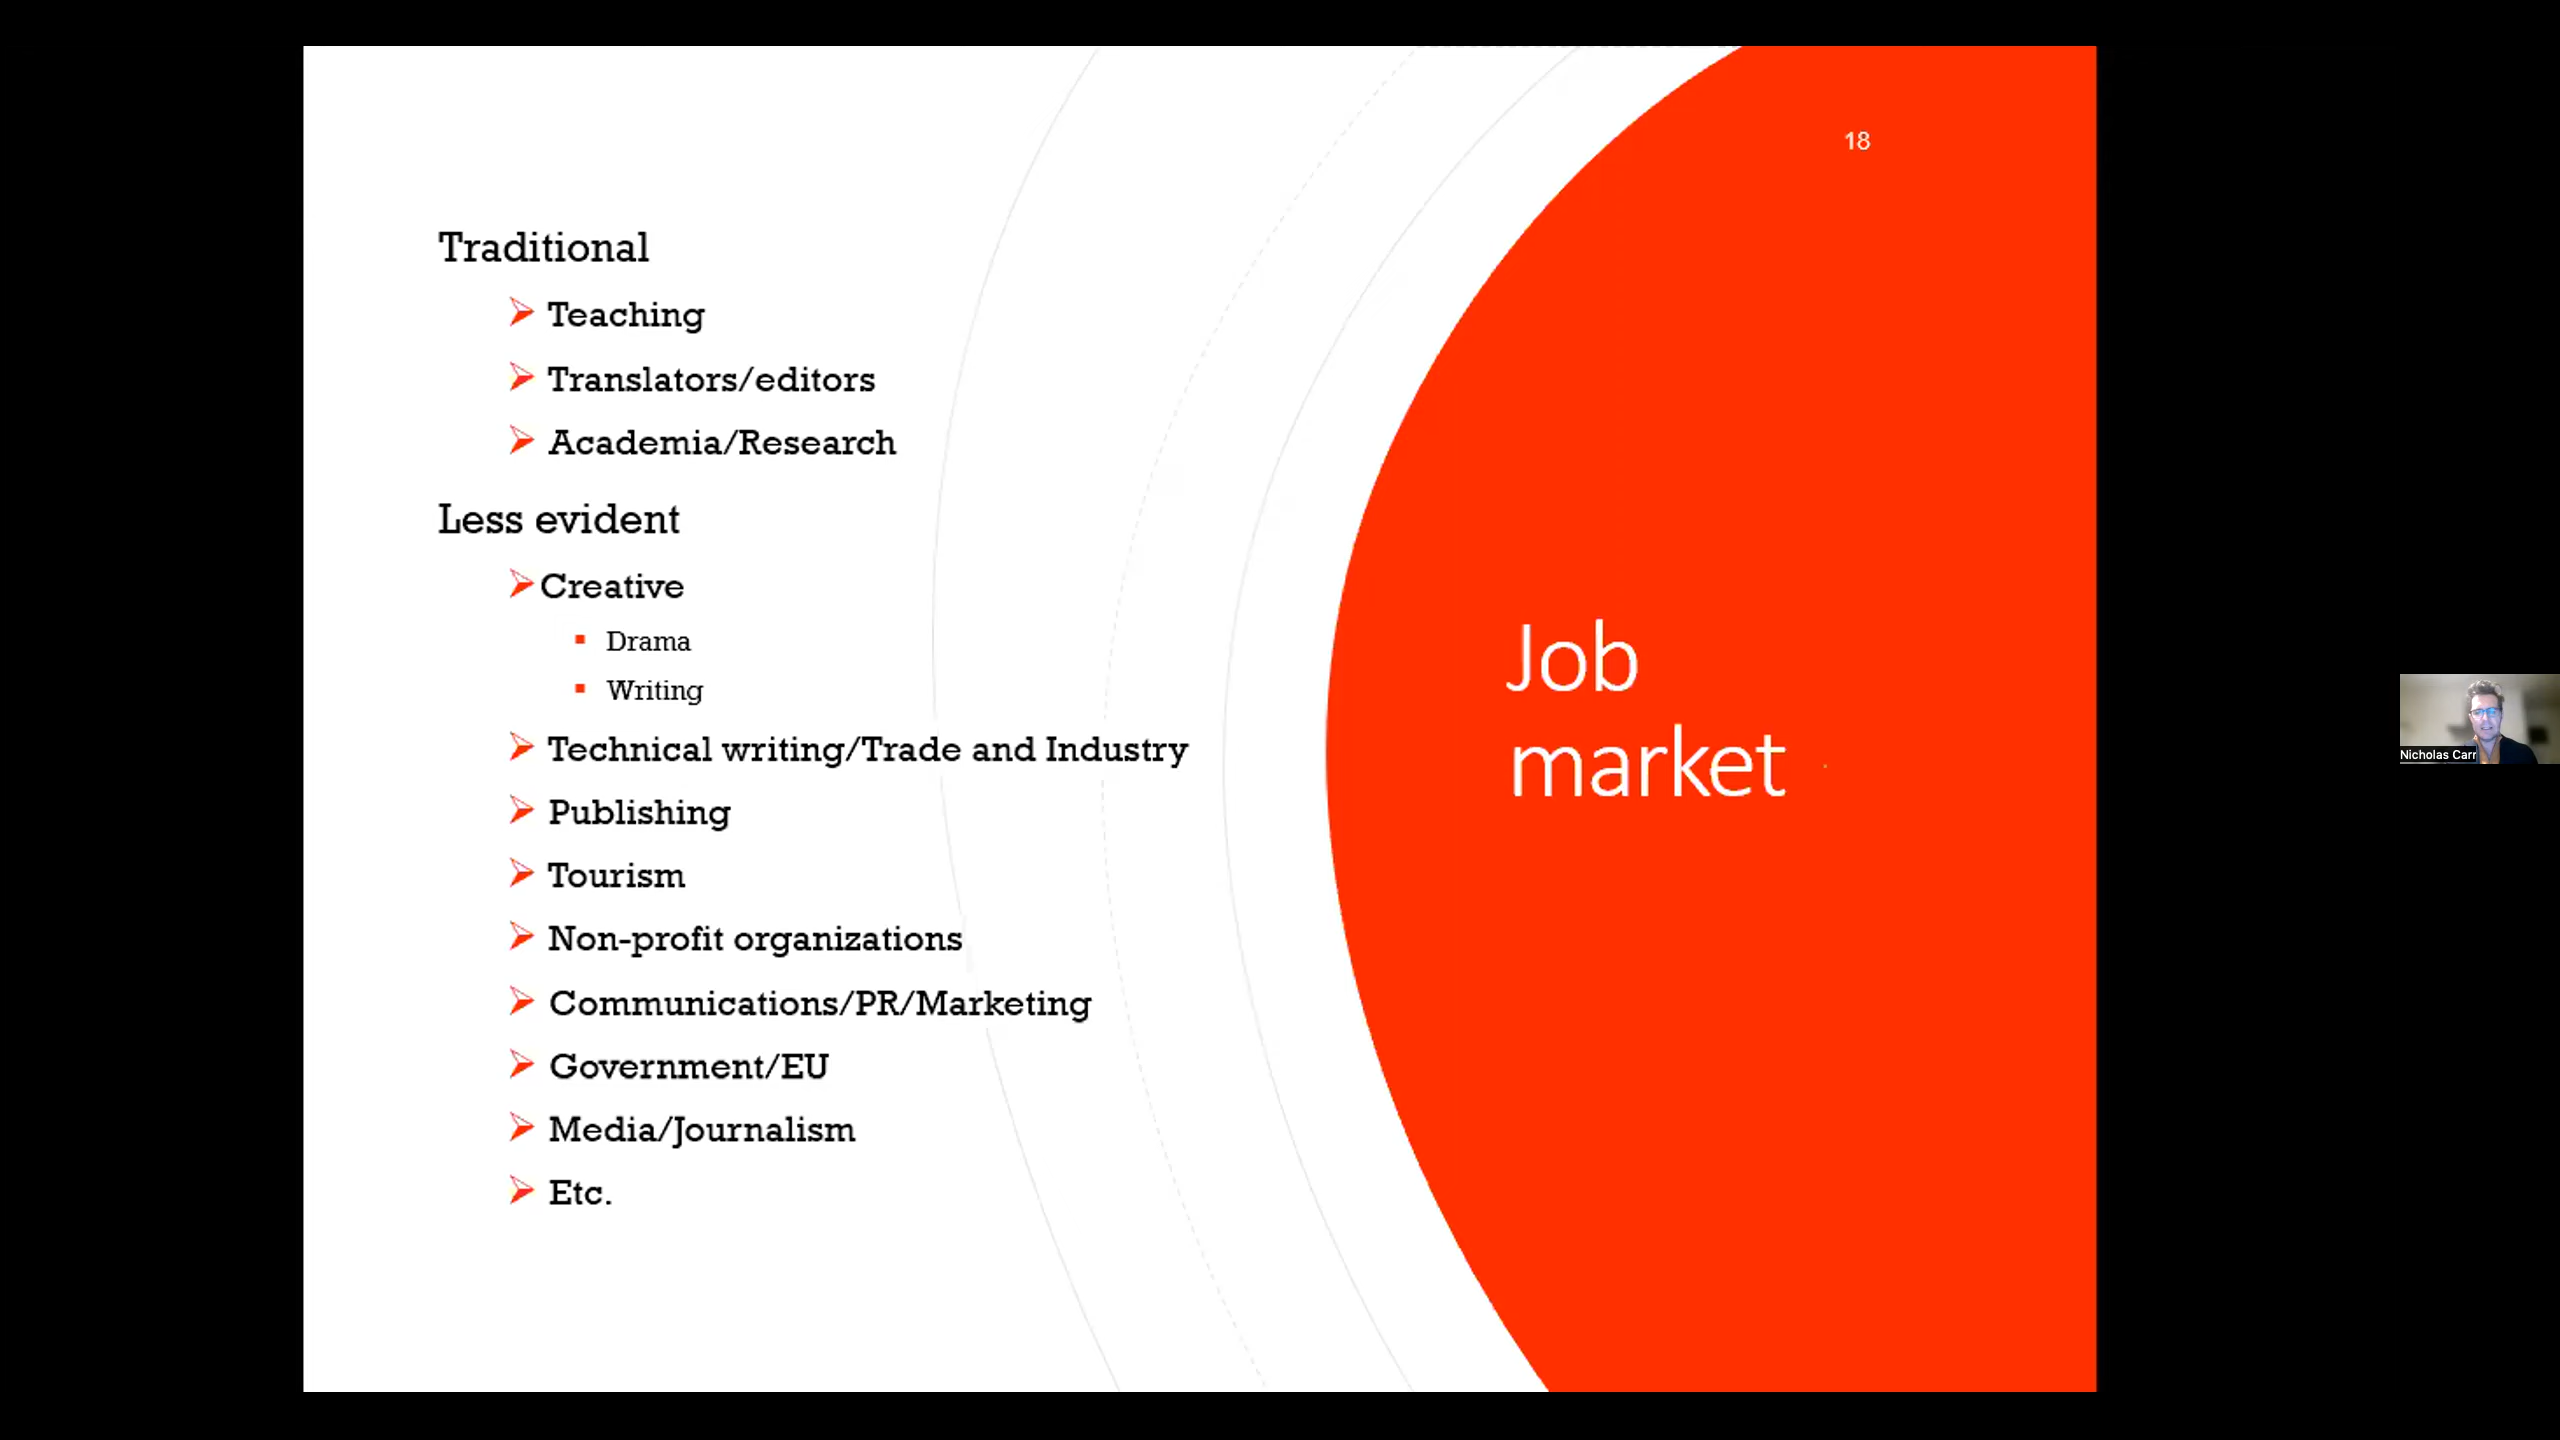 18
Traditional
Teaching
Translators/editors
Academia/Research
Less evident
Creative
Drama
Writing
Technical writing/Trade and Industry
Publishing
Tourism
Non-profit organizations
Communications/PR/Marketing
Government/EU
Media/Journalism
Etc.
Job
market
Nicholas Carr